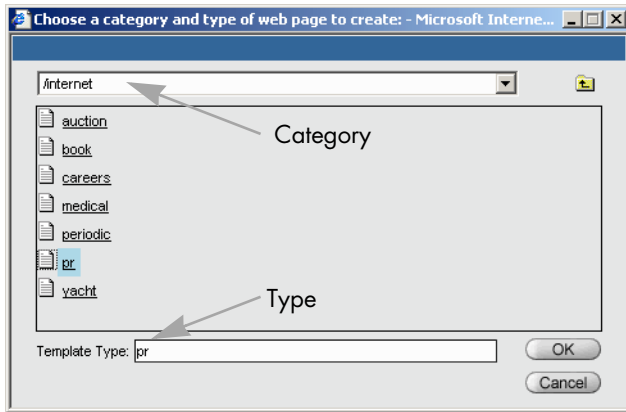 Choose a category and type of web page to create: - Microsoft Interne...
/internet
auction
Category
book
careers
medical
periodic
pr
yacht
Type
Template Type: pr
OK
Cancel